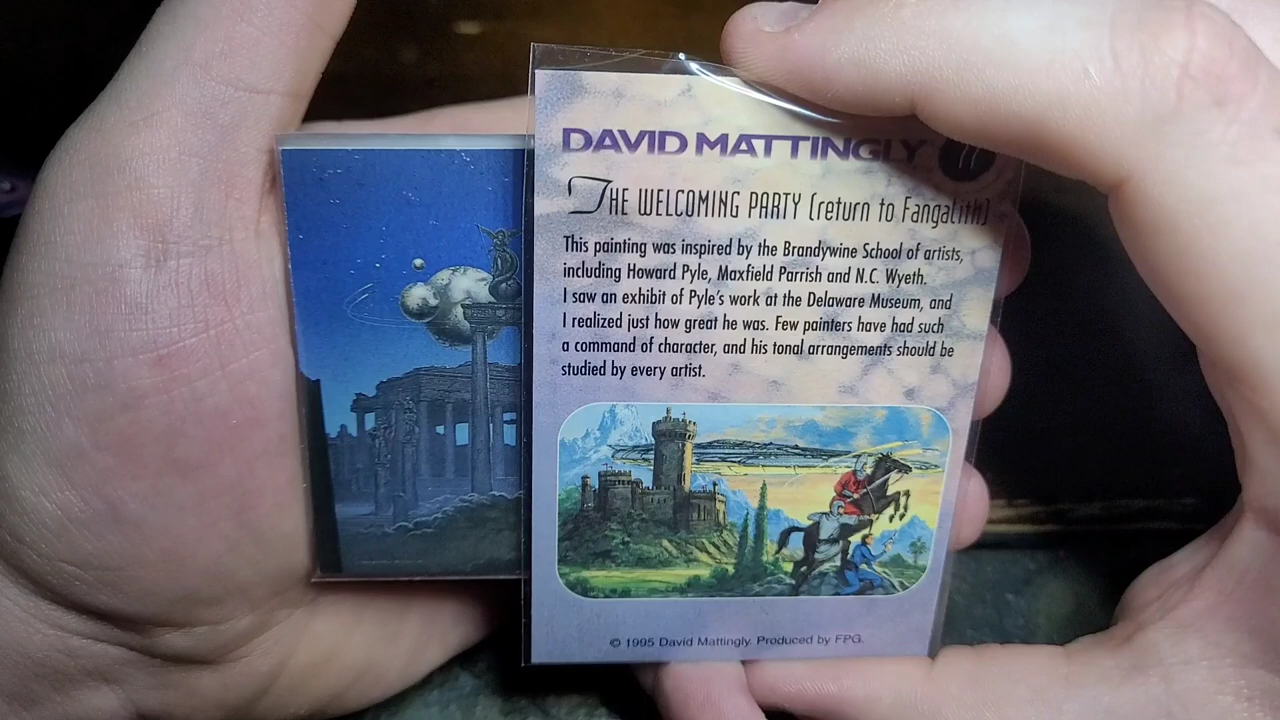 DAVID MATTINGLY
THE WELCOMING PARTY (return to Fangalith)
This painting was inspired by the Brandywine School of artists,
including Howard Pyle, Maxfield Parrish and N.C. Wyeth.
I saw an exhibit of Pyle's work at the Delaware Museum, and
I realized just how great he was. Few painters have had such
a command of character, and his tonal arrangements should be
studied by every artist.
© 1995 David Mattingly. Produced by FPG.